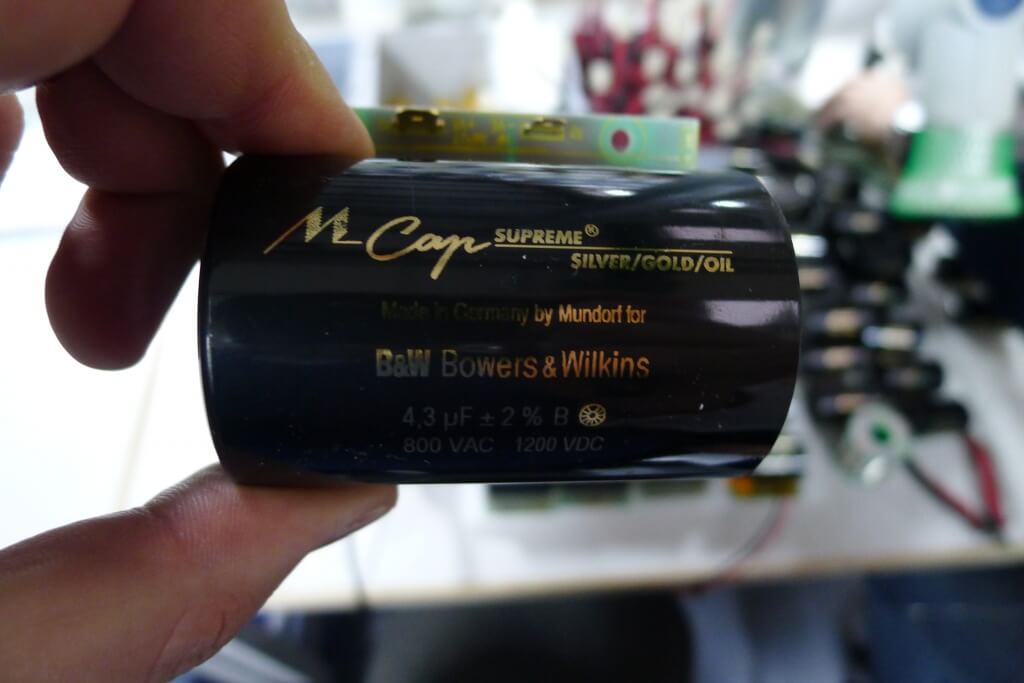 M Cap SUPREME®
SILVER/GOLD/OIL
Made in Germany by Mundorf for
B&W Bowers & Wilkins
4,3 µF ± 2 % B
800 VAC 1200 VDC